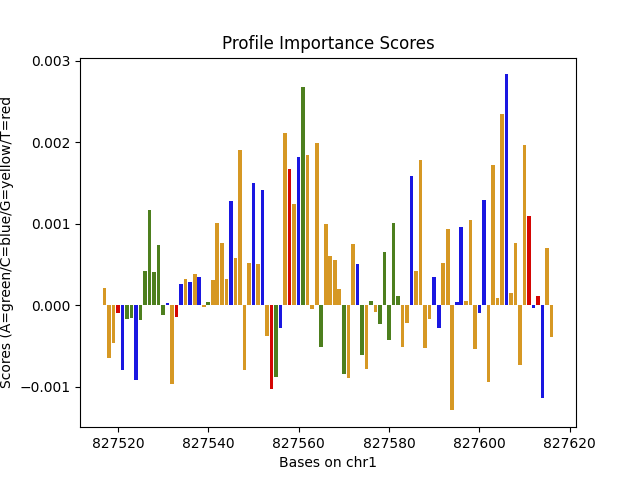 Profile Importance Scores
Scores (A=green/C=blue/G=yellow/T=red
0.003
0.002
0.001
0.000
−0.001
827520 827540 827560 827580 827600 827620
Bases on chr1